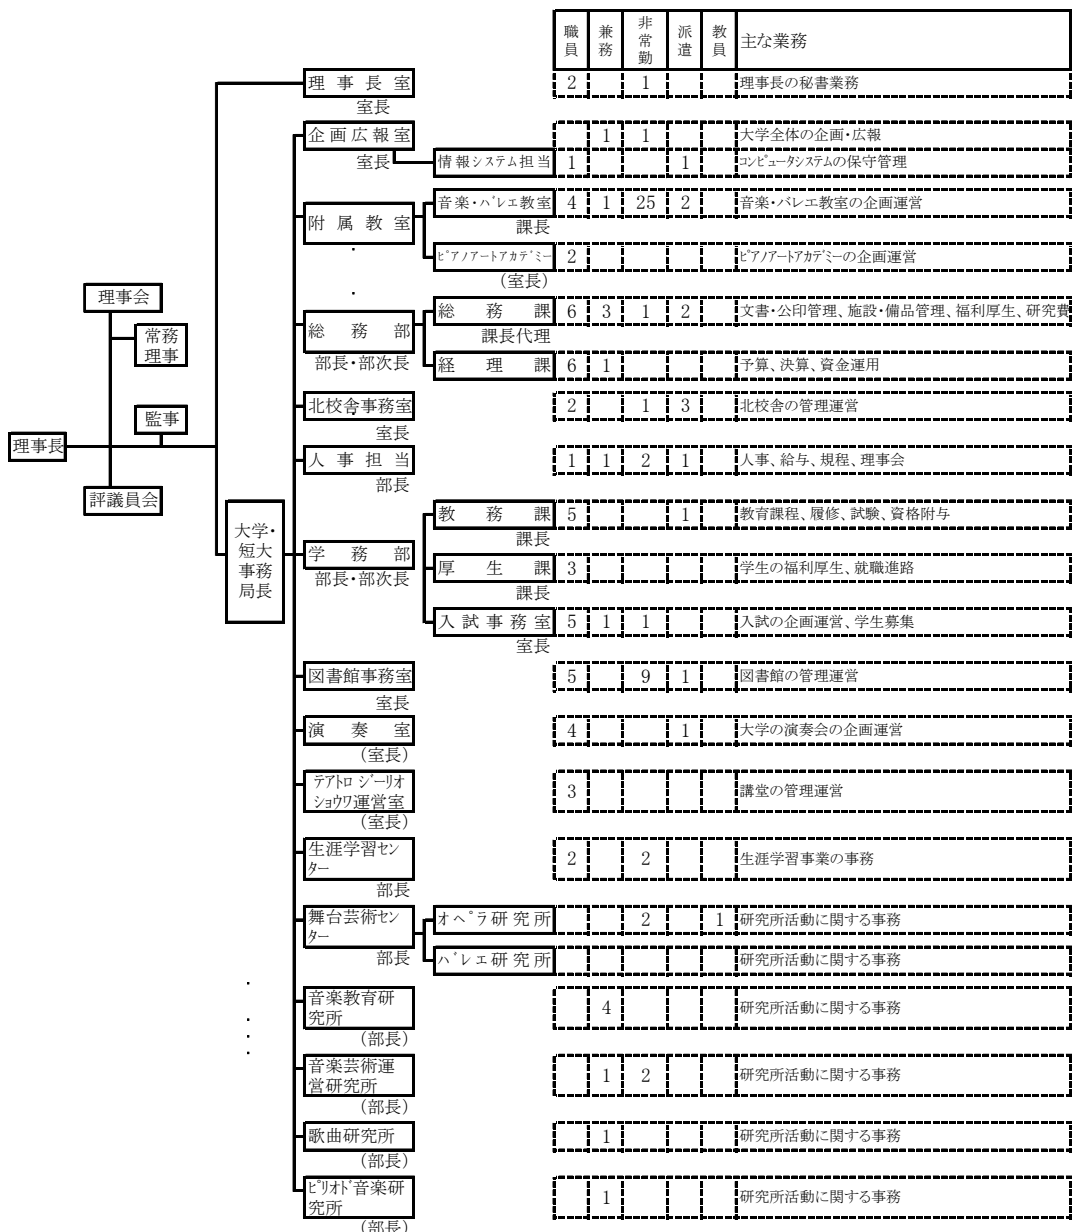 職員 兼務 非常勤 派遣 教員 主な業務
理事長室 2 1 理事長の秘書業務
室長
企画広報室 1 1 大学全体の企画・広報
室長 情報システム担当 1 1 コンピュータシステムの保守管理
音楽・バレエ教室 4 1 25 2 音楽・バレエ教室の企画運営
附属教室 課長
ピアノアートアカデミー 2 ピアノアートアカデミーの企画運営
(室長)
理事会
総務課 6 3 1 2 文書・公印管理、施設・備品管理、福利厚生、研究費
総務部 課長代理
常務
理事
部長・部次長 経理課 6 1 予算、決算、資金運用
北校舎事務室 2 1 3 北校舎の管理運営
監事
室長
理事長
人事担当 1 1 2 1 人事、給与、規程、理事会
部長
評議員会
教務課 5 1 教育課程、履修、試験、資格附与
課長
大学・
短大
事務
局長
学務部
部長・部次長 厚生課 3 学生の福利厚生、就職進路
課長
入試事務室 5 1 1 入試の企画運営、学生募集
室長
図書館事務室 5 9 1 図書館の管理運営
室長
演奏室 4 1 大学の演奏会の企画運営
(室長)
テアトロ ジーリオ
ショウワ運営室 3 講堂の管理運営
(室長)
生涯学習セン
ター 2 2 生涯学習事業の事務
部長
舞台芸術セン
ター オペラ研究所 2 1 研究所活動に関する事務
部長 バレエ研究所 研究所活動に関する事務
音楽教育研
究所 4 研究所活動に関する事務
(部長)
音楽芸術運
営研究所 1 2 研究所活動に関する事務
(部長)
歌曲研究所 1 研究所活動に関する事務
(部長)
ピリオド音楽研
究所 1 研究所活動に関する事務
(部長)